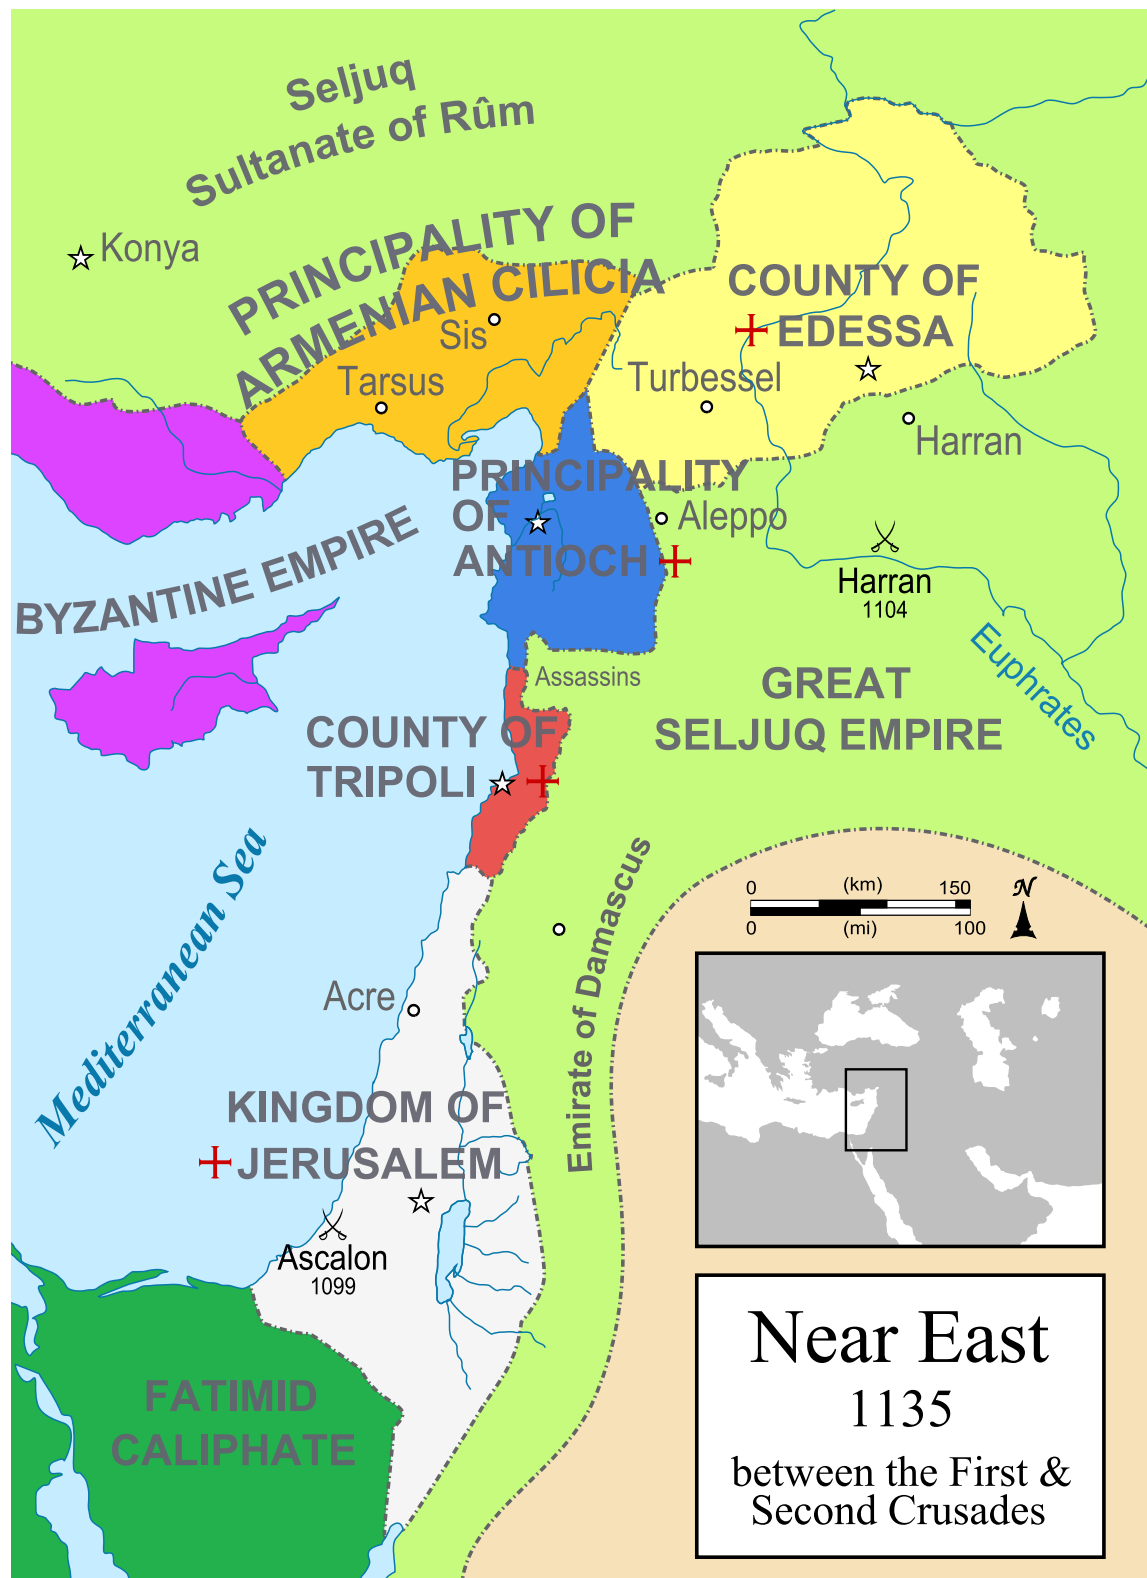 Seljuq
Sultanate of Rûm
Konya
PRINCIPALITY OF
ARMENIAN CILICIA
Sis
Tarsus
COUNTY OF
EDESSA
Turbessel
Harran
PRINCIPALITY
OF
ANTIOCH
Aleppo
Harran
1104
BYZANTINE EMPIRE
Euphrates
Assassins
GREAT
SELJUQ EMPIRE
COUNTY OF
TRIPOLI
Mediterranean Sea
Emirate of Damascus
0 (km) 150
0 (mi) 100
N
Acre
KINGDOM OF
JERUSALEM
Ascalon
1099
FATIMID
CALIPHATE
Near East
1135
between the First &
Second Crusades